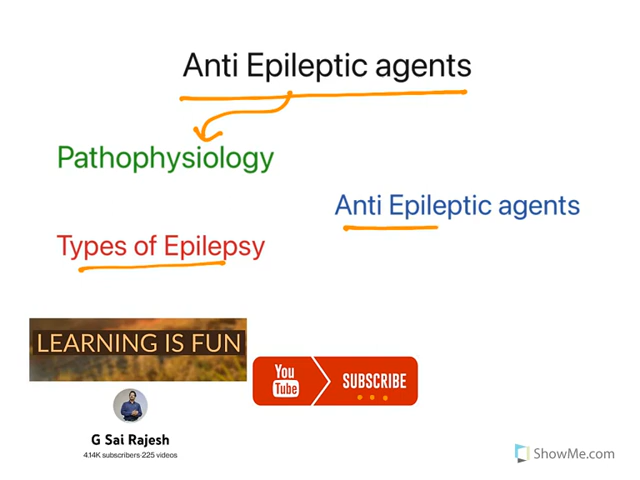 Anti Epileptic agents
Pathophysiology
Anti Epileptic agents
Types of Epilepsy
LEARNING IS FUN
You
Tube
SUBSCRIBE
G Sai Rajesh
4.14K subscribers·225 videos
ShowMe.com